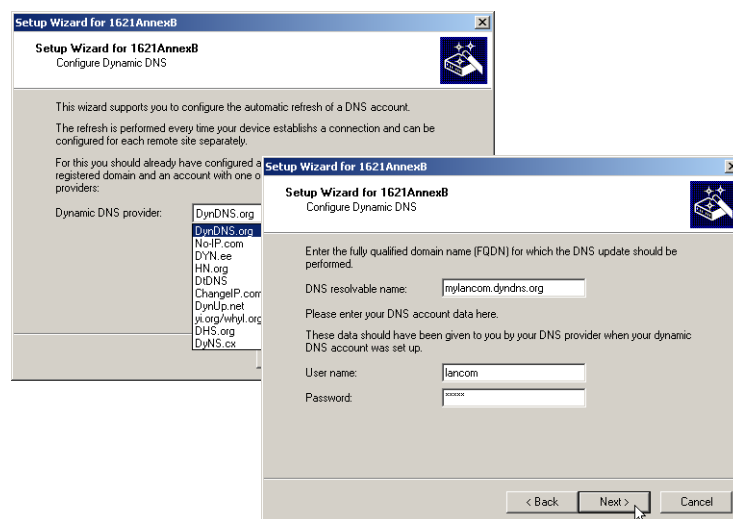 Setup Wizard for 1621AnnexB
Setup Wizard for 1621AnnexB
Configure Dynamic DNS
This wizard supports you to configure the automatic refresh of a DNS account.
The refresh is performed every time your device establishs a connection and can be
configured for each remote site separately.
For this you should already have configured a
registered domain and an account with one o
providers:
Dynamic DNS provider:
DynDNS.org
DynDNS.org
No-IP.com
DYN.ee
HN.org
DtDNS
ChangeIP.com
DynUp.net
yi.org/whyl.org
DHS.org
DyNS.cx
Setup Wizard for 1621AnnexB
Setup Wizard for 1621AnnexB
Configure Dynamic DNS
Enter the fully qualified domain name (FQDN) for which the DNS update should be
performed.
DNS resolvable name:
mylancom.dyndns.org
Please enter your DNS account data here.
These data should have been given to you by your DNS provider when your dynamic
DNS account was set up.
User name:
lancom
Password:
xxxxx
< Back
Next >
Cancel